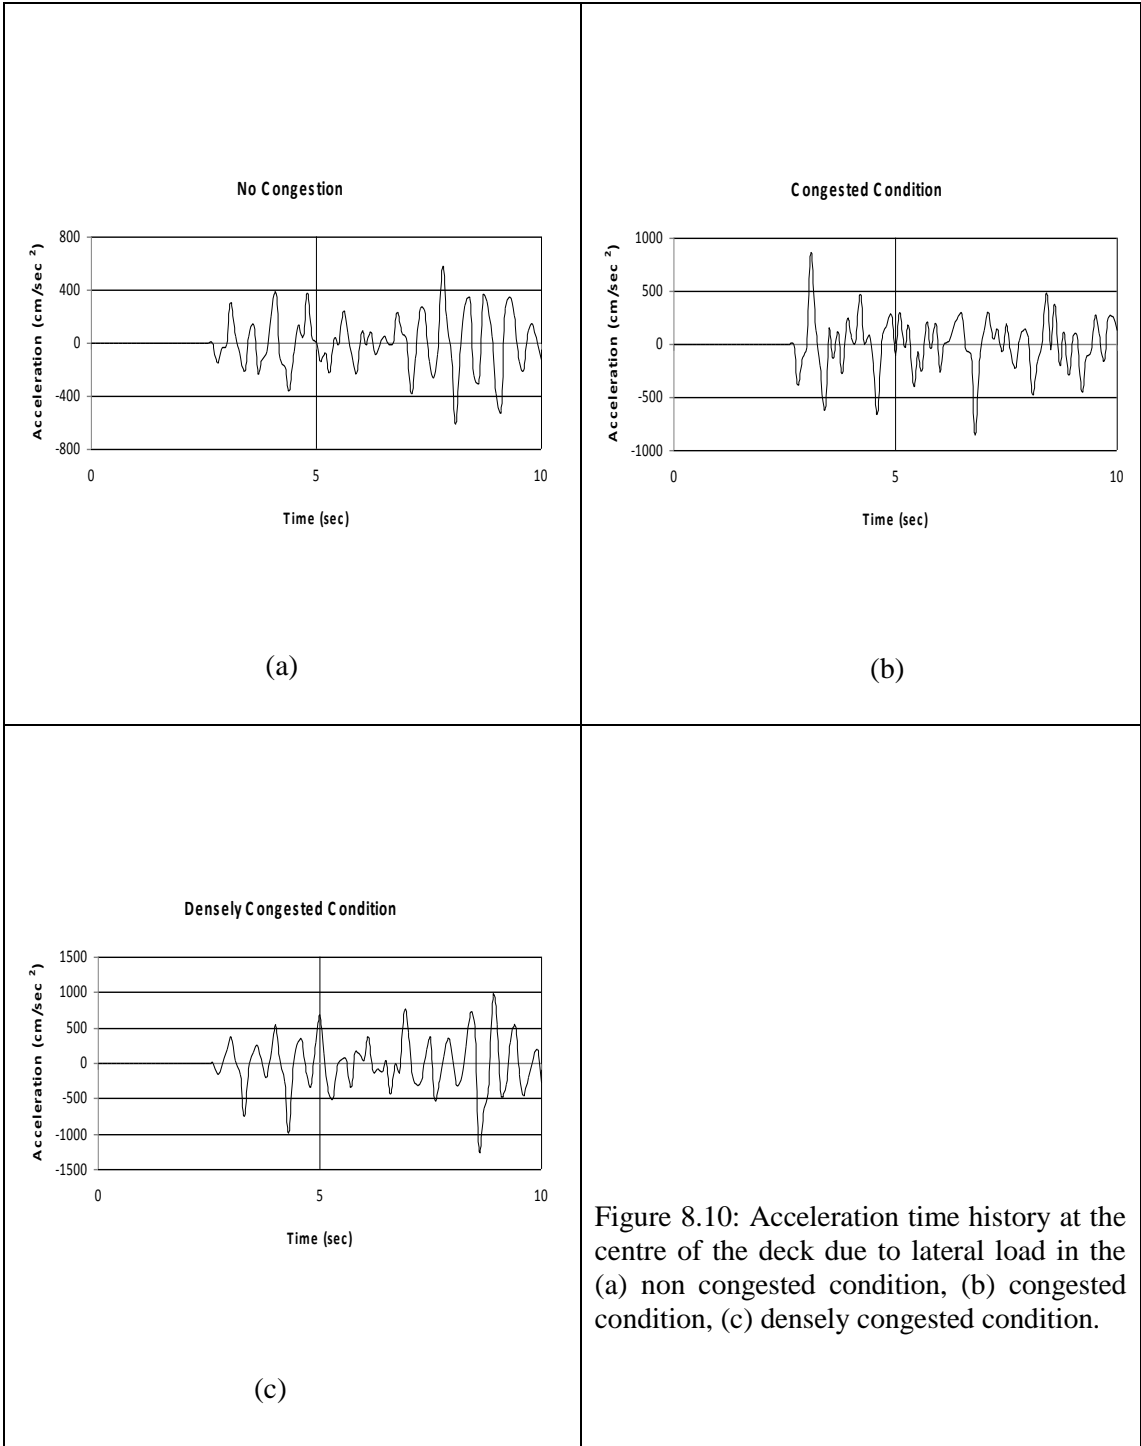 No Congestion
800
400
0
-400
-800
0 5 10
Acceleration (cm/sec ²)
Time (sec)
(a)
Congested Condition
1000
500
0
-500
-1000
0 5 10
Acceleration (cm/sec ²)
Time (sec)
(b)
Densely Congested Condition
1500
1000
500
0
-500
-1000
-1500
0 5 10
Acceleration (cm/sec ²)
Time (sec)
(c)
Figure 8.10: Acceleration time history at the
centre of the deck due to lateral load in the
(a) non congested condition, (b) congested
condition, (c) densely congested condition.